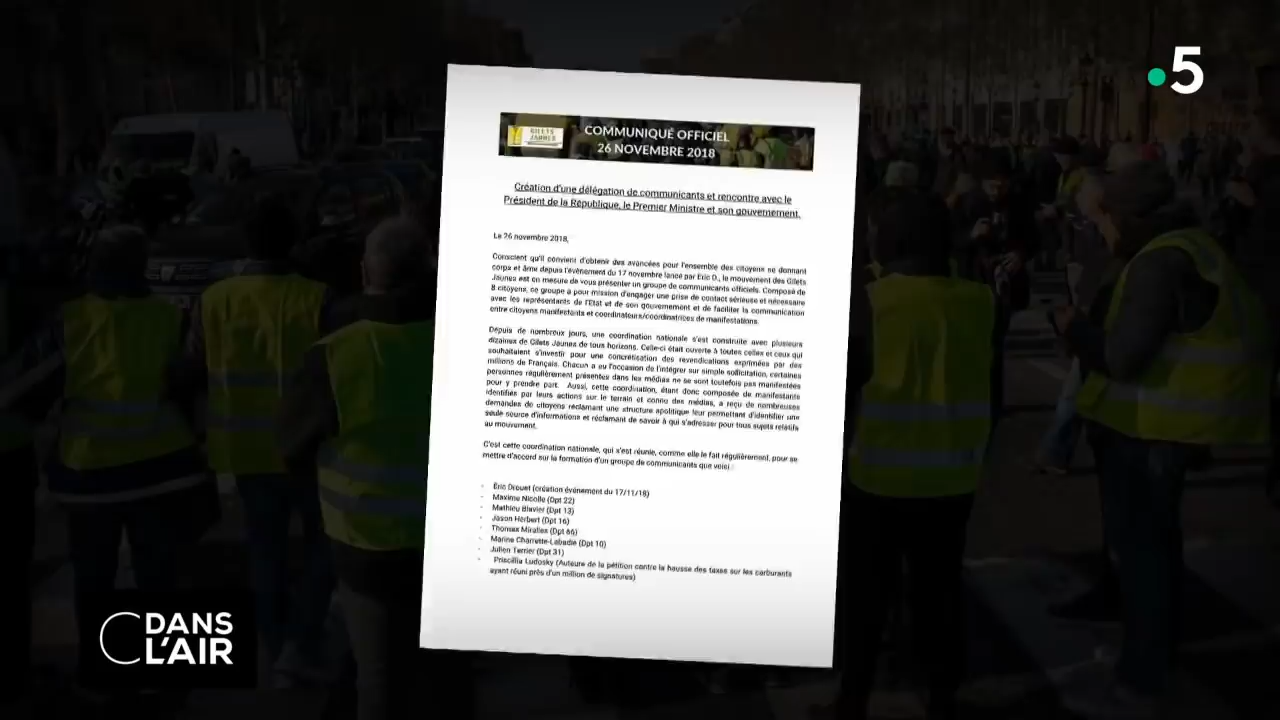 5
GILETS
JAUNES
COMMUNIQUÉ OFFICIEL
26 NOVEMBRE 2018
Création d'une délégation de communicants et rencontre avec le
Président de la République, le Premier Ministre et son gouvernement.
Le 26 novembre 2018,
Conscient qu'il convient d'obtenir des avancées pour l'ensemble des citoyens se donnant
corps et âme depuis l'évènement du 17 novembre lancé par Eric D., le mouvement des Gilets
Jaunes est en mesure de vous présenter un groupe de communicants officiels. Composé de
8 citoyens, ce groupe a pour mission d'engager une prise de contact sérieuse et nécessaire
avec les représentants de l'Etat et de son gouvernement et de faciliter la communication
entre citoyens manifestants et coordinateurs/coordinatrices de manifestations.
Depuis de nombreux jours, une coordination nationale s'est construite avec plusieurs
dizaines de Gilets Jaunes de tous horizons. Celle-ci était ouverte à toutes celles et ceux qui
souhaitaient s'investir pour une concrétisation des revendications exprimées par des
millions de Français. Chacun a eu l'occasion de l'intégrer sur simple sollicitation, certaines
personnes régulièrement présentes dans les médias ne se sont toutefois pas manifestées
pour y prendre part. Aussi, cette coordination, étant donc composée de manifestants
identifiés par leurs actions sur le terrain et connu des médias, a reçu de nombreuses
demandes de citoyens réclamant une structure apolitique leur permettant d'identifier une
seule source d'informations et réclamant de savoir à qui s'adresser pour tous sujets relatifs
au mouvement.
C'est cette coordination nationale, qui s'est réunie, comme elle le fait régulièrement, pour se
mettre d'accord sur la formation d'un groupe de communicants que voici :
- Éric Drouet (création événement du 17/11/18)
- Maxime Nicolle (Dpt 22)
- Mathieu Blavier (Dpt 13)
- Jason Herbert (Dpt 16)
- Thomas Miralles (Dpt 66)
- Marine Charrette-Labadie (Dpt 10)
- Julien Terrier (Dpt 31)
- Priscillia Ludosky (Auteure de la pétition contre la hausse des taxes sur les carburants
ayant réuni près d'un million de signatures)
C DANS
L'AIR